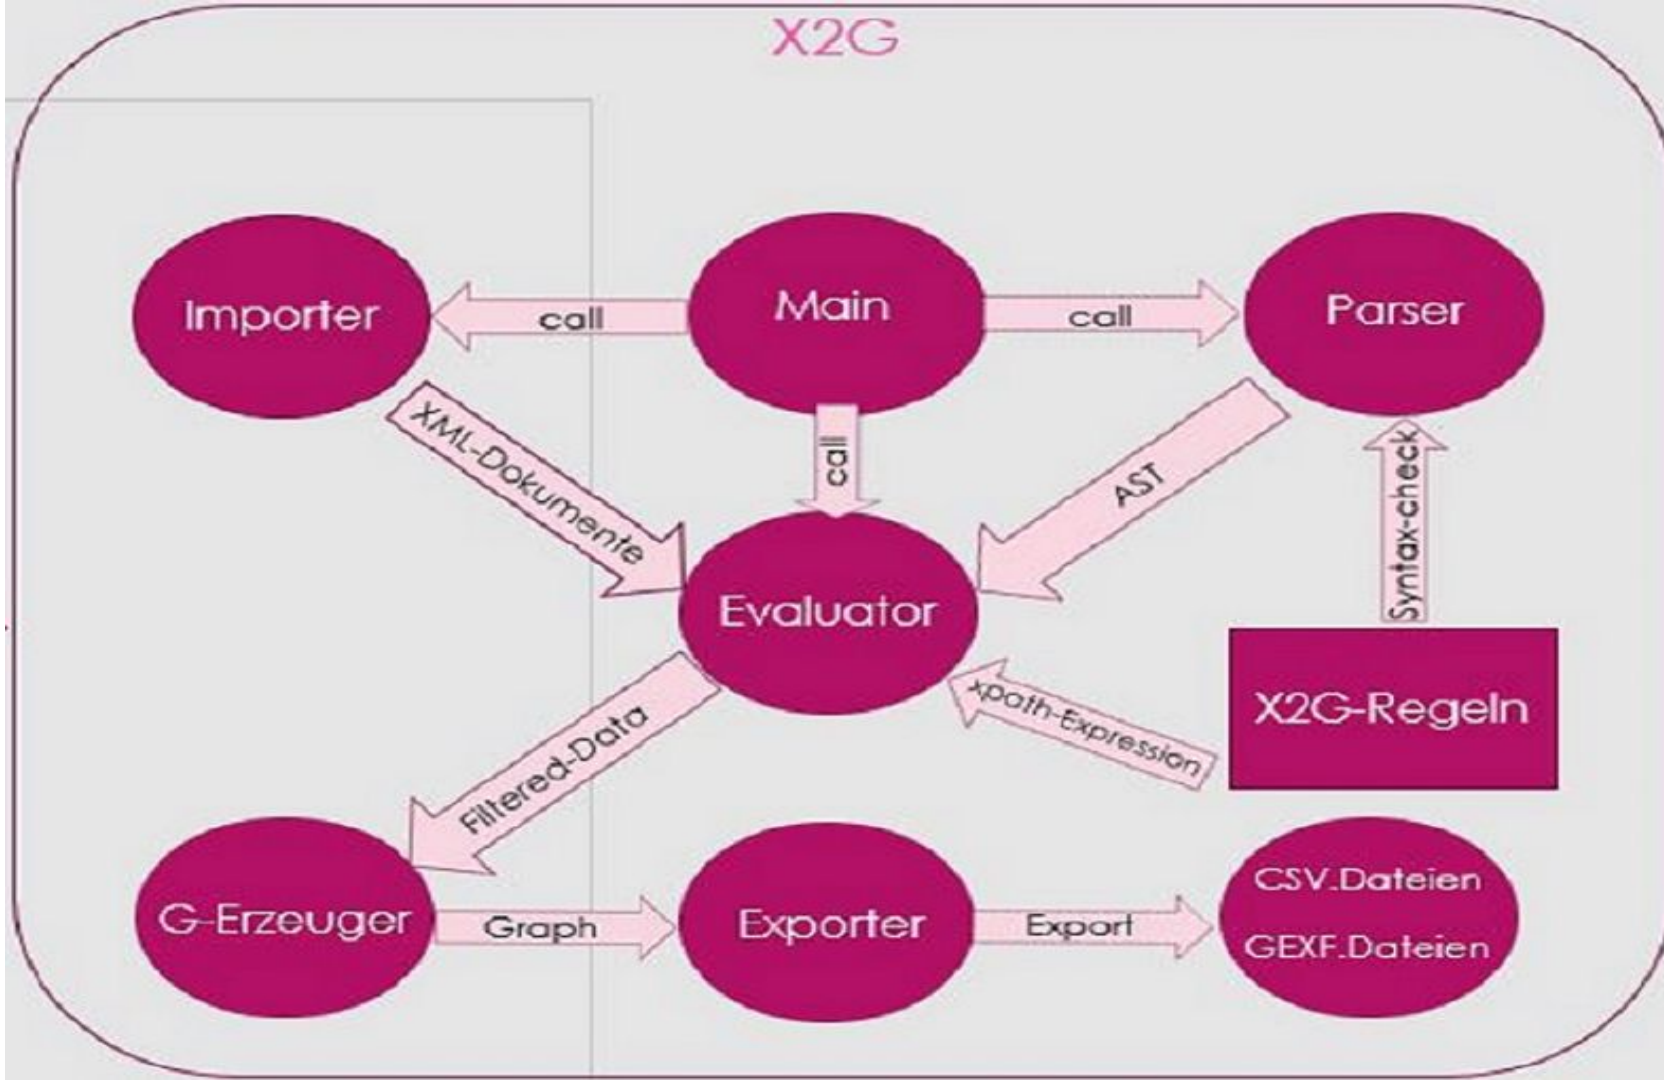 X2G
Importer
call
Main
call
Parser
XML-Dokumente
call
AST
Syntax-check
Evaluator
xpath-Expression
X2G-Regeln
Filtered-Data
G-Erzeuger
Graph
Exporter
Export
CSV.Dateien
GEXF.Dateien